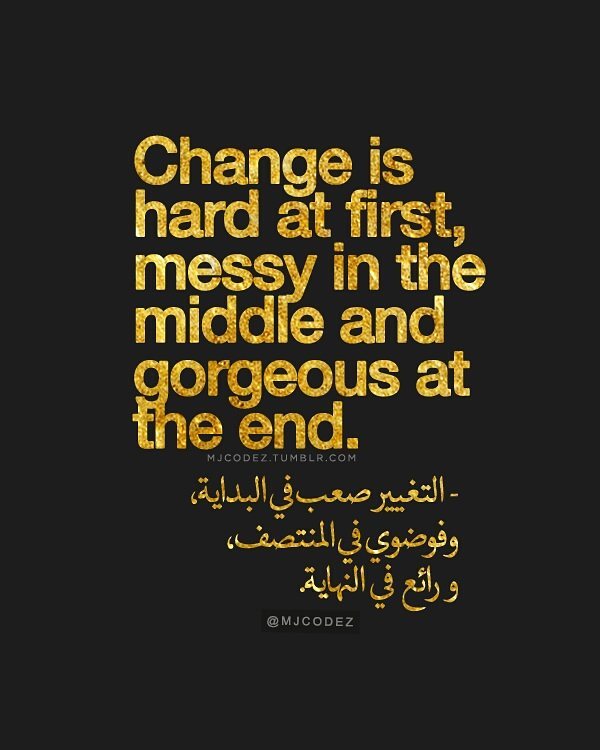 Change is
hard at first,
messy in the
middle and
gorgeous at
the end.
MJCODEZ.TUMBLR.COM
- التغيير صعب في البداية،
وفوضوي في المنتصف،
و رائع في النهاية.
@MJCODEZ